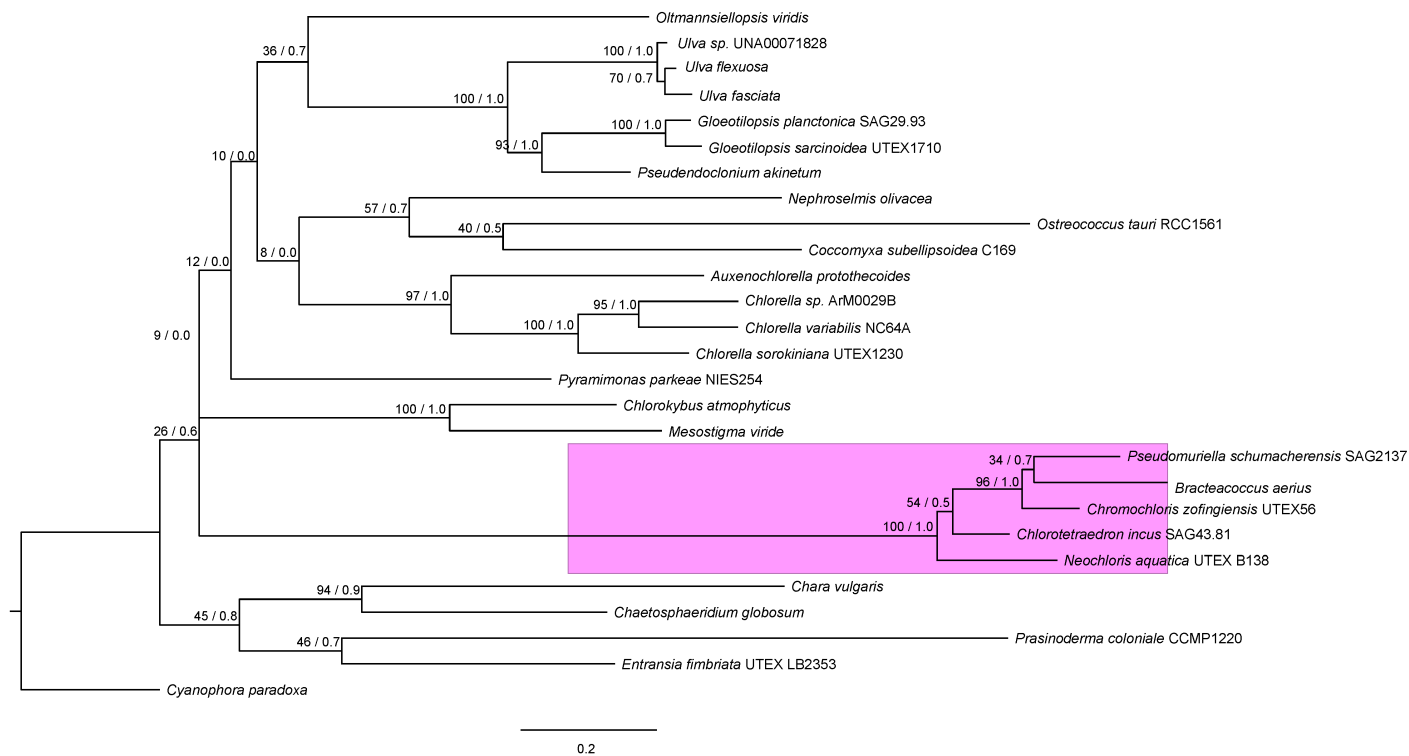 Oltmannsiellopsis viridis
36 / 0.7
Ulva sp. UNA00071828
100 / 1.0
Ulva flexuosa
70 / 0.7
Ulva fasciata
100 / 1.0
Gloeotilopsis planctonica SAG29.93
100 / 1.0
93 / 1.0
Gloeotilopsis sarcinoidea UTEX1710
10 / 0.0
Pseudendoclonium akinetum
Nephroselmis olivacea
57 / 0.7
Ostreococcus tauri RCC1561
40 / 0.5
Coccomyxa subellipsoidea C169
8 / 0.0
12 / 0.0
Auxenochlorella protothecoides
97 / 1.0
Chlorella sp. ArM0029B
95 / 1.0
Chlorella variabilis NC64A
100 / 1.0
9 / 0.0
Chlorella sorokiniana UTEX1230
Pyramimonas parkeae NIES254
Chlorokybus atmophyticus
100 / 1.0
Mesostigma viride
26 / 0.6
Pseudomuriella schumacherensis SAG2137
34 / 0.7
Bracteacoccus aerius
96 / 1.0
Chromochloris zofingiensis UTEX56
54 / 0.5
Chlorotetraedron incus SAG43.81
100 / 1.0
Neochloris aquatica UTEX B138
Chara vulgaris
94 / 0.9
Chaetosphaeridium globosum
45 / 0.8
Prasinoderma coloniale CCMP1220
46 / 0.7
Entransia fimbriata UTEX LB2353
Cyanophora paradoxa
0.2